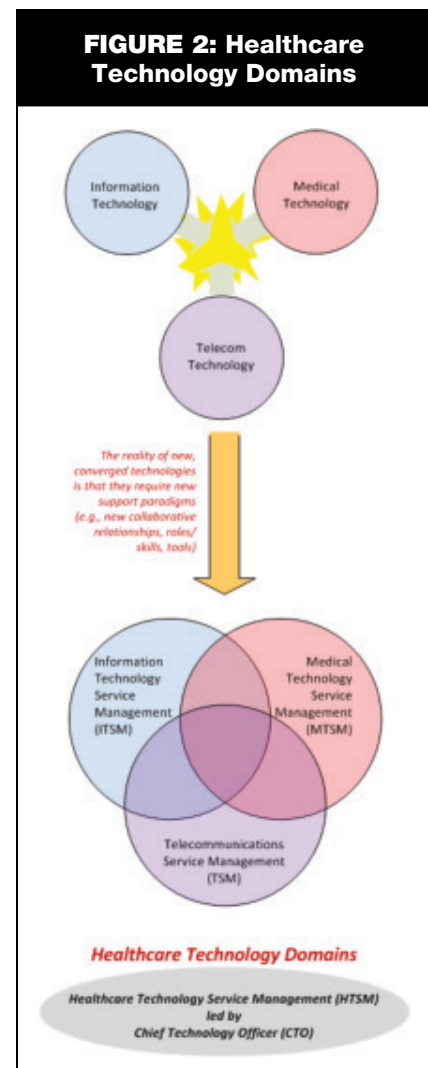 FIGURE 2: Healthcare
Technology Domains
Information
Technology
Medical
Technology
Telecom
Technology
The reality of new,
converged technologies
is that they require new
support paradigms
(e.g., new collaborative
relationships, roles/
skills, tools)
Information
Technology
Service
Management
(ITSM)
Medical
Technology
Service
Management
(MTSM)
Telecommunications
Service Management
(TSM)
Healthcare Technology Domains
Healthcare Technology Service Management (HTSM)
led by
Chief Technology Officer (CTO)